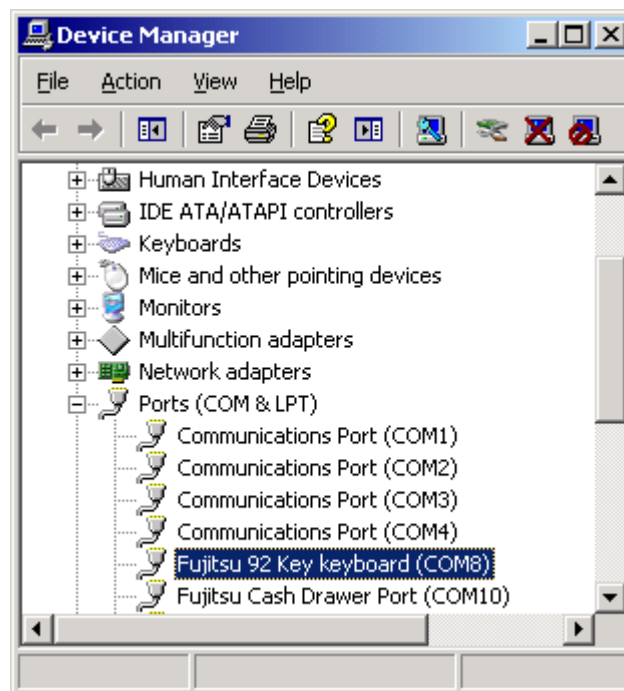 Device Manager
File Action View Help
Human Interface Devices
IDE ATA/ATAPI controllers
Keyboards
Mice and other pointing devices
Monitors
Multifunction adapters
Network adapters
Ports (COM & LPT)
Communications Port (COM1)
Communications Port (COM2)
Communications Port (COM3)
Communications Port (COM4)
Fujitsu 92 Key keyboard (COM8)
Fujitsu Cash Drawer Port (COM10)